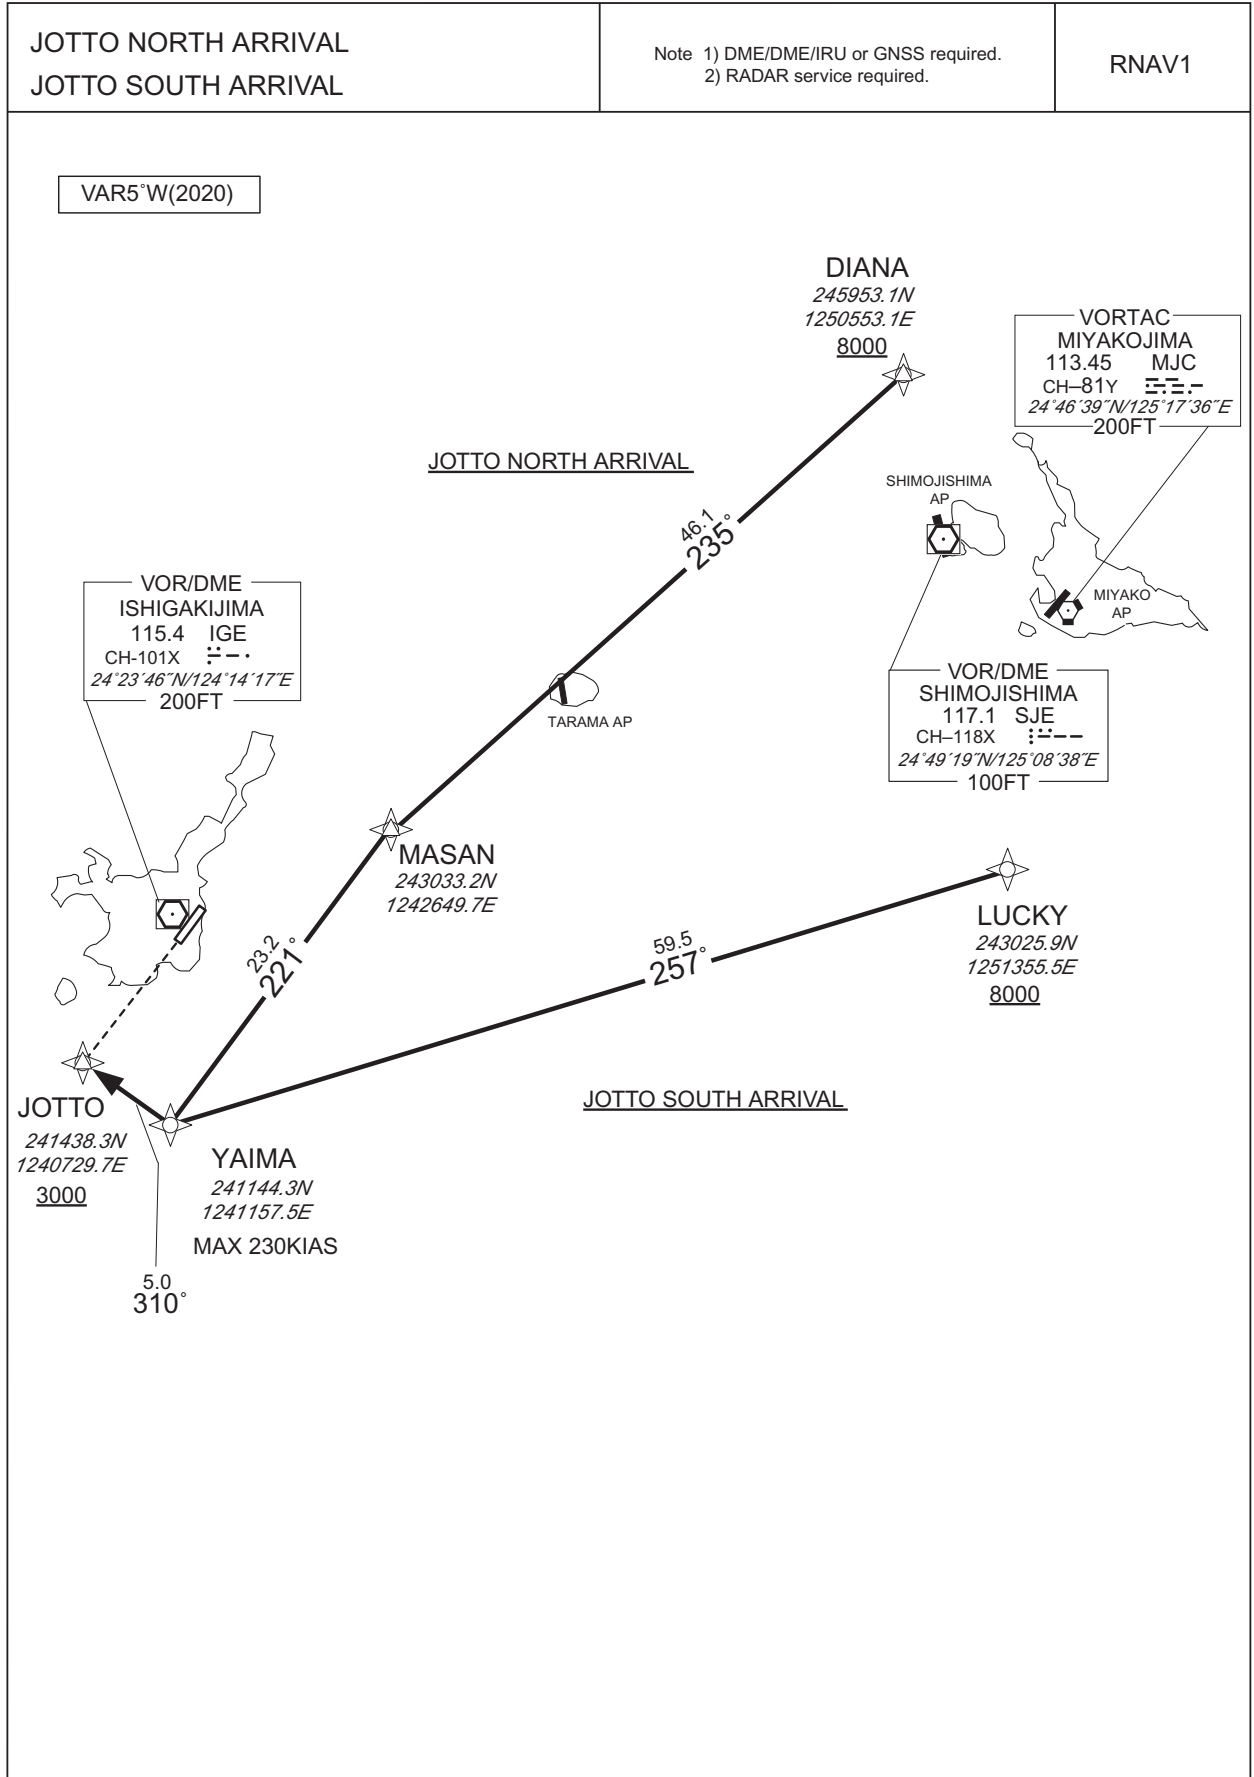 JOTTO NORTH ARRIVAL
JOTTO SOUTH ARRIVAL
Note 1) DME/DME/IRU or GNSS required.
2) RADAR service required.
RNAV1
VAR5°W(2020)
DIANA
245953.1N
1250553.1E
8000
VORTAC
MIYAKOJIMA
113.45 MJC
CH–81Y
24°46´39˝N/125°17´36˝E
200FT
JOTTO NORTH ARRIVAL
SHIMOJISHIMA
AP
46.1
235°
MIYAKO
AP
VOR/DME
ISHIGAKIJIMA
115.4 IGE
CH-101X
24°23´46˝N/124°14´17˝E
200FT
VOR/DME
SHIMOJISHIMA
117.1 SJE
CH–118X
24°49´19˝N/125°08´38˝E
100FT
TARAMA AP
MASAN
243033.2N
1242649.7E
LUCKY
243025.9N
1251355.5E
8000
23.2
221°
59.5
257°
JOTTO SOUTH ARRIVAL
JOTTO
241438.3N
1240729.7E
3000
YAIMA
241144.3N
1241157.5E
MAX 230KIAS
5.0
310°